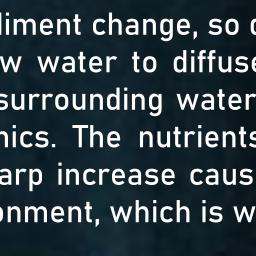 diment change, so
w water to diffuse
surrounding water
nics. The nutrients
arp increase caus
onment, which is w